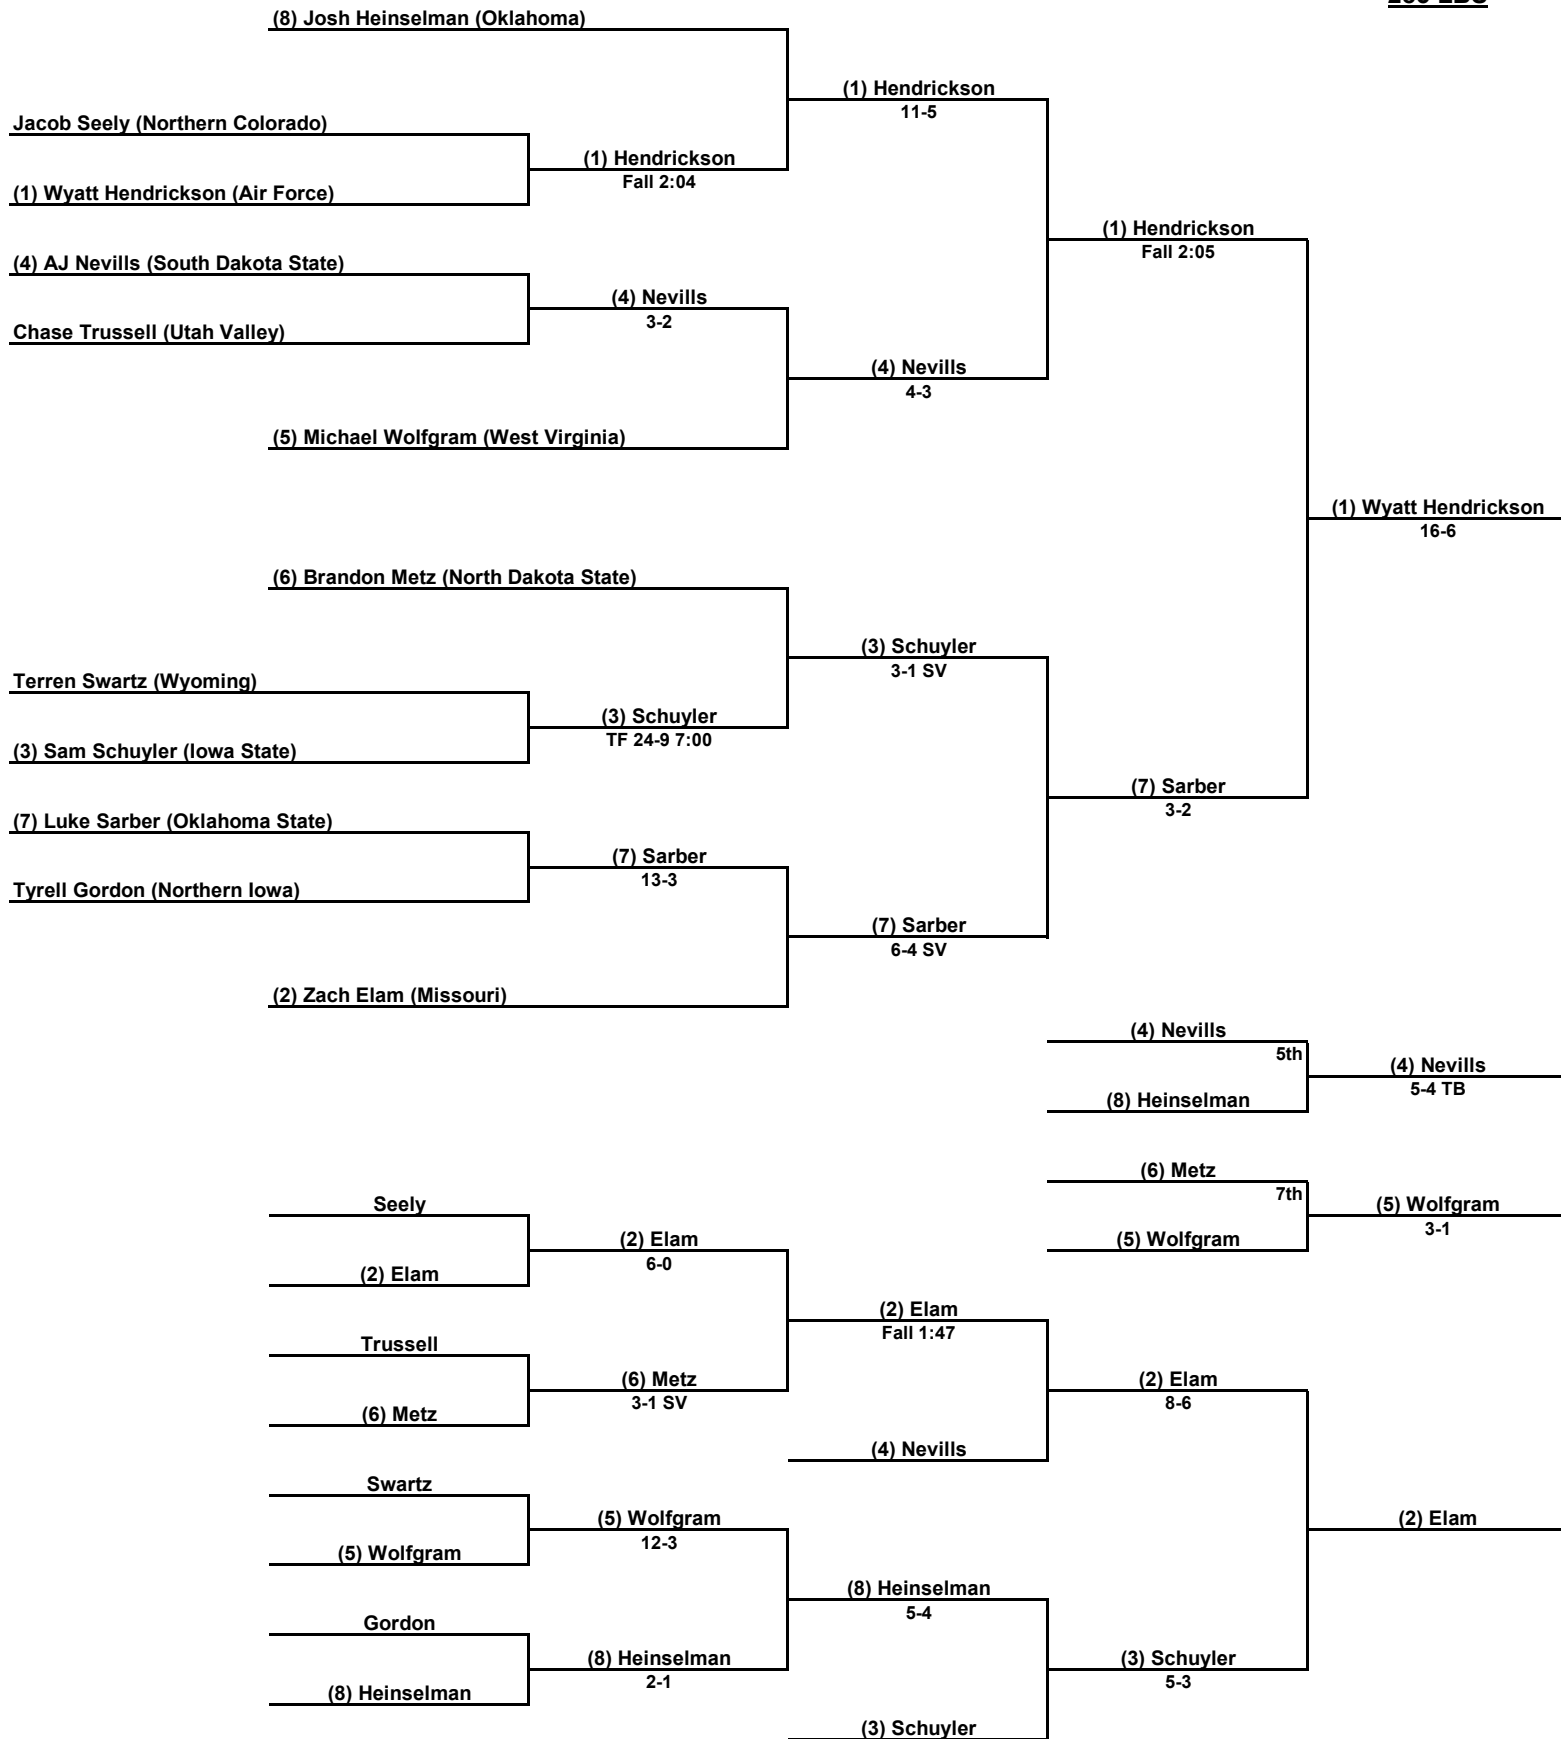 (8) Josh Heinselman (Oklahoma)
(1) Hendrickson
11-5
Jacob Seely (Northern Colorado)
(1) Hendrickson
Fall 2:04
(1) Wyatt Hendrickson (Air Force)
(1) Hendrickson
Fall 2:05
(4) AJ Nevills (South Dakota State)
(4) Nevills
3-2
Chase Trussell (Utah Valley)
(4) Nevills
4-3
(5) Michael Wolfgram (West Virginia)
(1) Wyatt Hendrickson
16-6
(6) Brandon Metz (North Dakota State)
(3) Schuyler
3-1 SV
Terren Swartz (Wyoming)
(3) Schuyler
TF 24-9 7:00
(3) Sam Schuyler (Iowa State)
(7) Sarber
3-2
(7) Luke Sarber (Oklahoma State)
(7) Sarber
13-3
Tyrell Gordon (Northern Iowa)
(7) Sarber
6-4 SV
(2) Zach Elam (Missouri)
(4) Nevills
5th
(4) Nevills
5-4 TB
(8) Heinselman
(6) Metz
7th
(5) Wolfgram
3-1
(5) Wolfgram
Seely
(2) Elam
6-0
(2) Elam
(2) Elam
Fall 1:47
Trussell
(6) Metz
3-1 SV
(6) Metz
(2) Elam
8-6
(4) Nevills
Swartz
(5) Wolfgram
12-3
(5) Wolfgram
(2) Elam
(8) Heinselman
5-4
Gordon
(8) Heinselman
2-1
(8) Heinselman
(3) Schuyler
5-3
(3) Schuyler